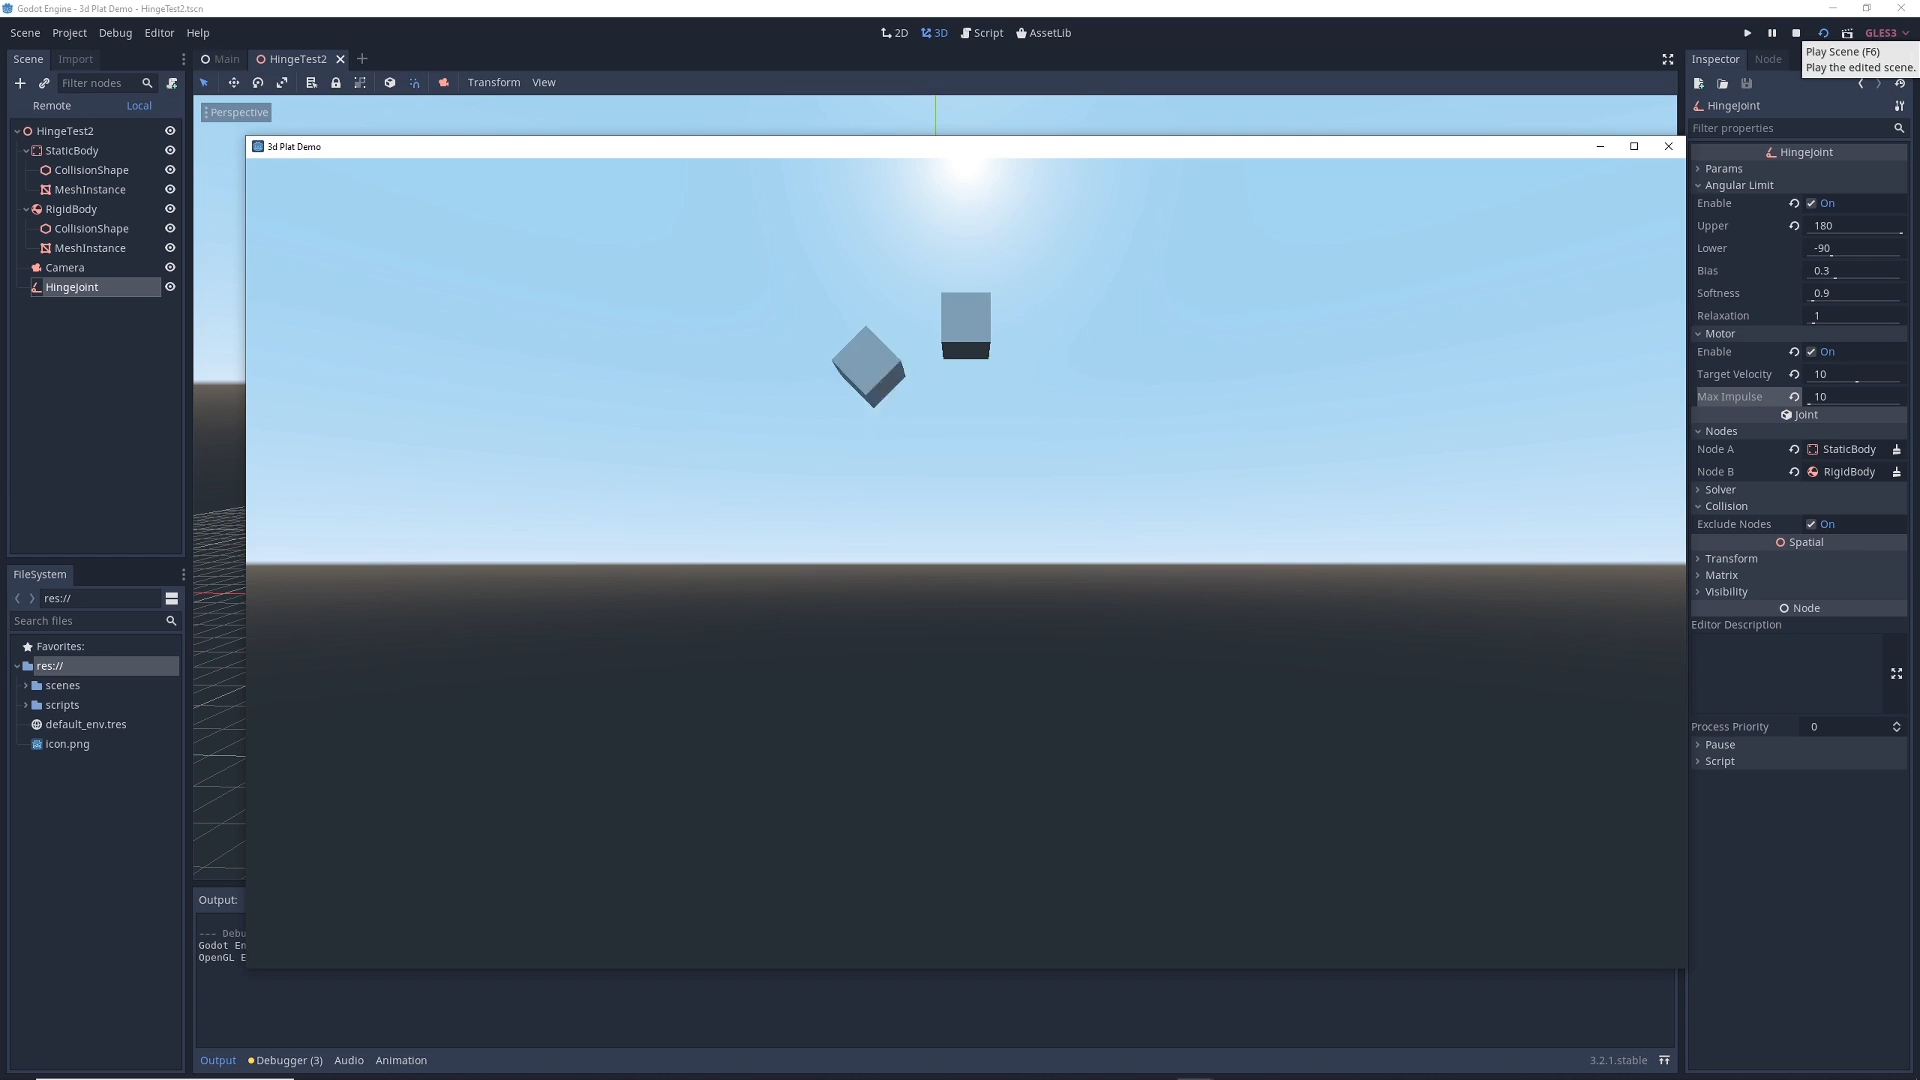 Godot Engine - 3d Plat Demo - HingeTest2.tscn
Scene Project Debug Editor Help
2D 3D Script AssetLib
GLES3
Play Scene (F6)
Play the edited scene.
Scene Import
Filter nodes
Remote Local
HingeTest2
StaticBody
CollisionShape
MeshInstance
RigidBody
CollisionShape
MeshInstance
Camera
HingeJoint
FileSystem
res://
Search files
Favorites:
res://
scenes
scripts
default_env.tres
icon.png
Main HingeTest2
Transform View
Perspective
3d Plat Demo
Output:
--- Debu
Godot En
OpenGL E
Output Debugger (3) Audio Animation
3.2.1.stable
Inspector Node
HingeJoint
Filter properties
HingeJoint
Params
Angular Limit
Enable On
Upper 180
Lower -90
Bias 0.3
Softness 0.9
Relaxation 1
Motor
Enable On
Target Velocity 10
Max Impulse 10
Joint
Nodes
Node A StaticBody
Node B RigidBody
Solver
Collision
Exclude Nodes On
Spatial
Transform
Matrix
Visibility
Node
Editor Description
Process Priority 0
Pause
Script